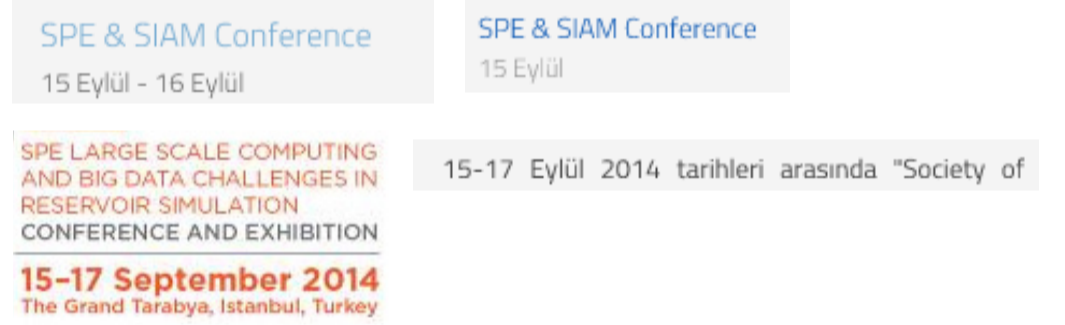 SPE & SIAM Conference
15 Eylül - 16 Eylül
SPE & SIAM Conference
15 Eylül
SPE LARGE SCALE COMPUTING
AND BIG DATA CHALLENGES IN
RESERVOIR SIMULATION
CONFERENCE AND EXHIBITION
15–17 September 2014
The Grand Tarabya, Istanbul, Turkey
15-17 Eylül 2014 tarihleri arasında "Society of